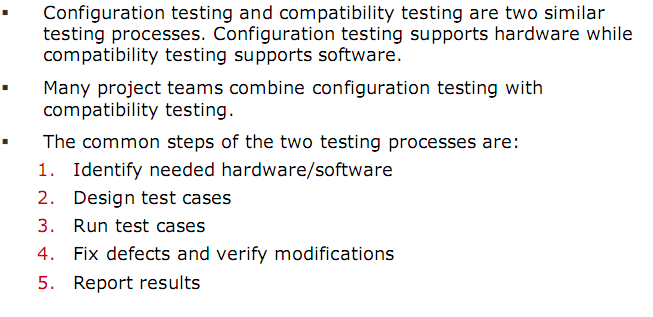 ▪ Configuration testing and compatibility testing are two similar
testing processes. Configuration testing supports hardware while
compatibility testing supports software.
▪ Many project teams combine configuration testing with
compatibility testing.
▪ The common steps of the two testing processes are:
1. Identify needed hardware/software
2. Design test cases
3. Run test cases
4. Fix defects and verify modifications
5. Report results